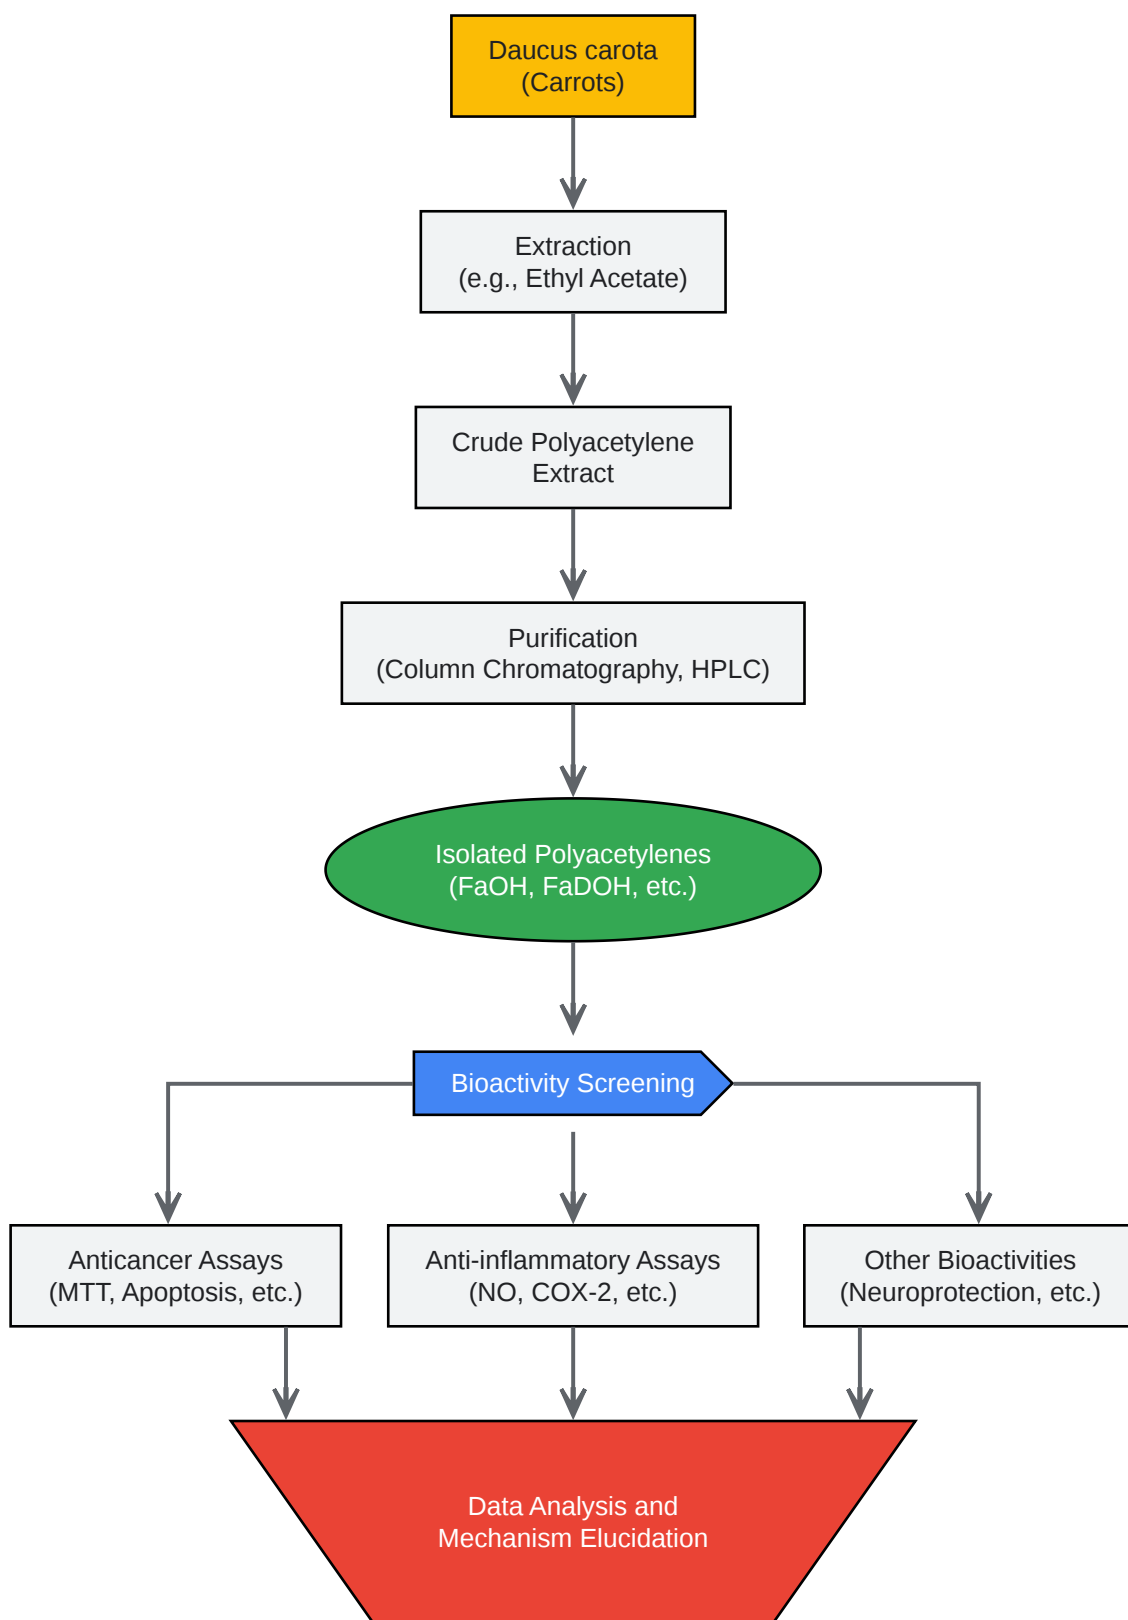 Daucus carota
(Carrots)
Extraction
(e.g., Ethyl Acetate)
Crude Polyacetylene
Extract
Purification
(Column Chromatography, HPLC)
Isolated Polyacetylenes
(FaOH, FaDOH, etc.)
Bioactivity Screening
Anticancer Assays
(MTT, Apoptosis, etc.)
Anti-inflammatory Assays
(NO, COX-2, etc.)
Other Bioactivities
(Neuroprotection, etc.)
Data Analysis and
Mechanism Elucidation